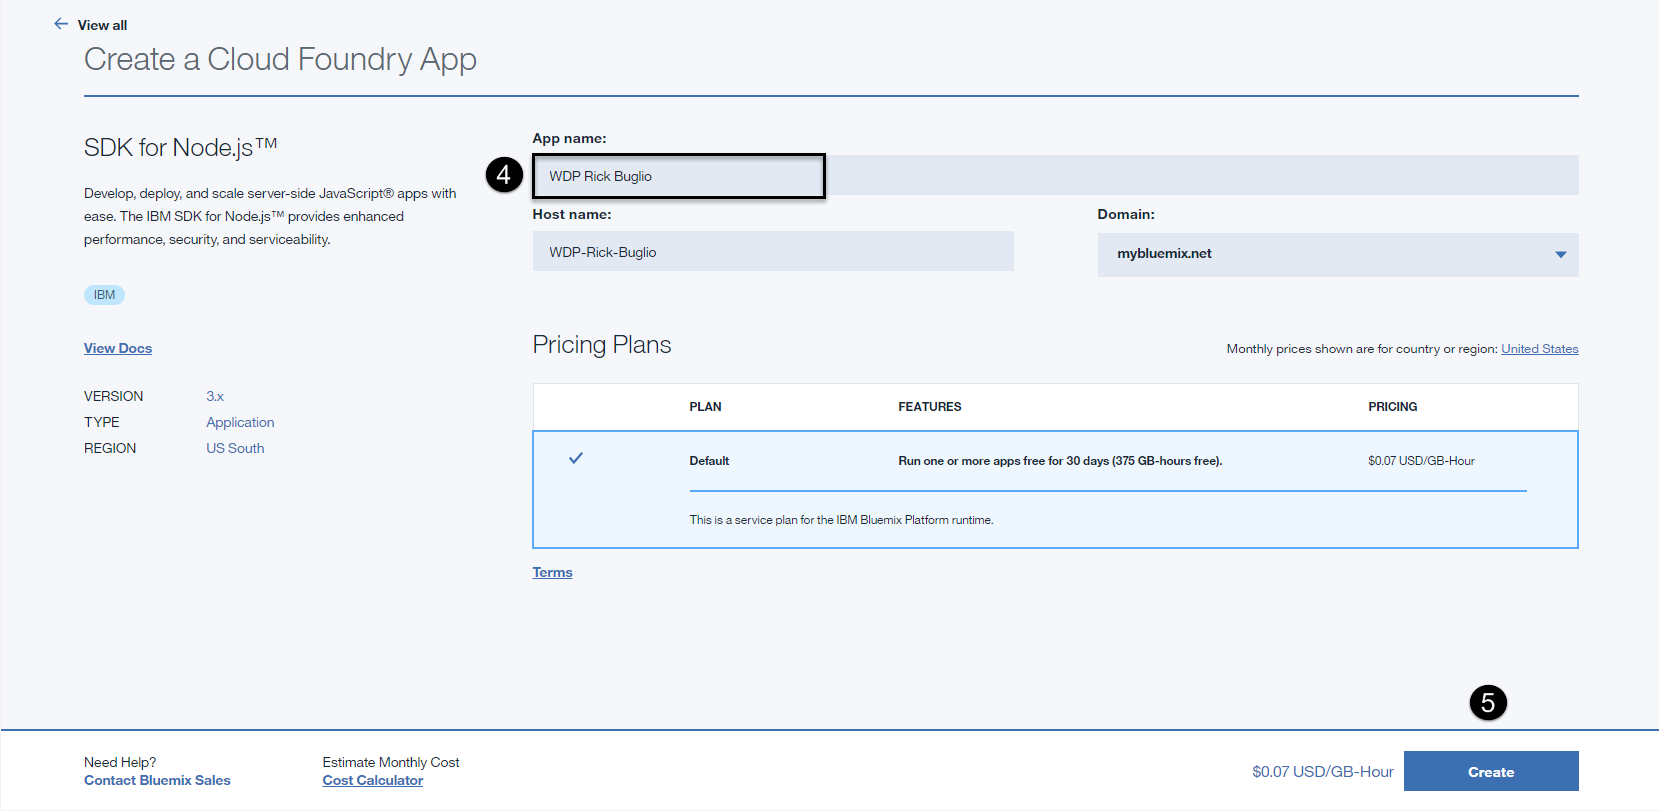 View all
Create a Cloud Foundry App
SDK for Node.js™
Develop, deploy, and scale server-side JavaScript® apps with
ease. The IBM SDK for Node.js™ provides enhanced
performance, security, and serviceability.
IBM
View Docs
VERSION 3.x
TYPE Application
REGION US South
App name:
4
WDP Rick Buglio
Host name:
WDP-Rick-Buglio
Domain:
mybluemix.net
Pricing Plans
Monthly prices shown are for country or region: United States
PLAN FEATURES PRICING
Default Run one or more apps free for 30 days (375 GB-hours free). $0.07 USD/GB-Hour
This is a service plan for the IBM Bluemix Platform runtime.
Terms
5
Need Help?
Contact Bluemix Sales
Estimate Monthly Cost
Cost Calculator
$0.07 USD/GB-Hour
Create